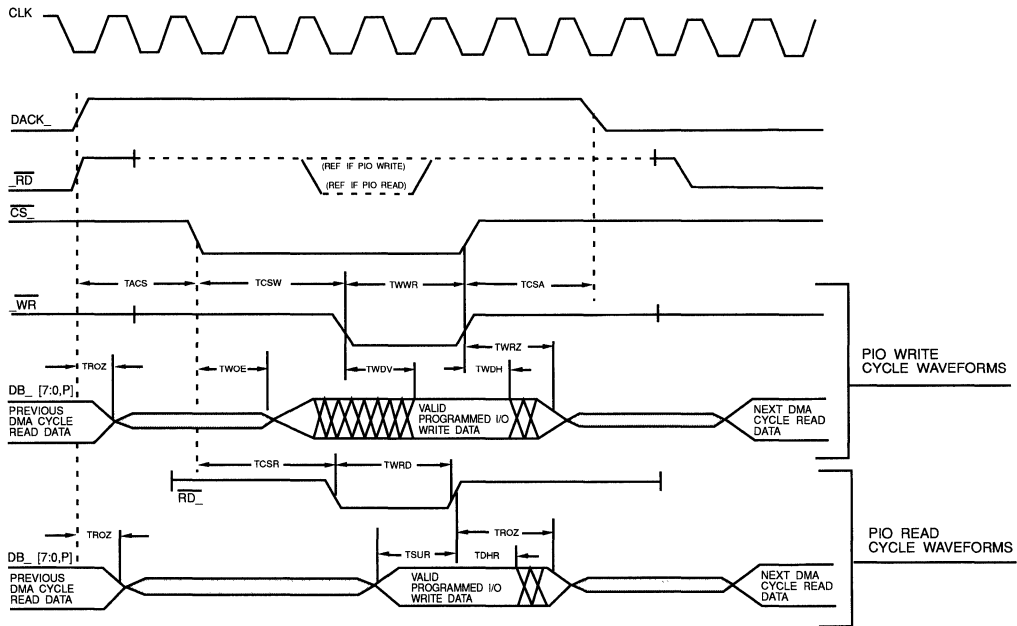 CLK
DACK_
_RD
(REF IF PIO WRITE)
(REF IF PIO READ)
CS_
TACS
TCSW
TWWR
TCSA
_WR
TWRZ
TROZ
TWOE
TWDV
TWDH
DB_ [7:0,P]
PREVIOUS
DMA CYCLE
READ DATA
VALID
PROGRAMMED I/O
WRITE DATA
NEXT DMA
CYCLE READ
DATA
PIO WRITE
CYCLE WAVEFORMS
TCSR
TWRD
RD_
TROZ
TROZ
TSUR
TDHR
DB_ [7:0,P]
PREVIOUS
DMA CYCLE
READ DATA
VALID
PROGRAMMED I/O
WRITE DATA
NEXT DMA
CYCLE READ
DATA
PIO READ
CYCLE WAVEFORMS